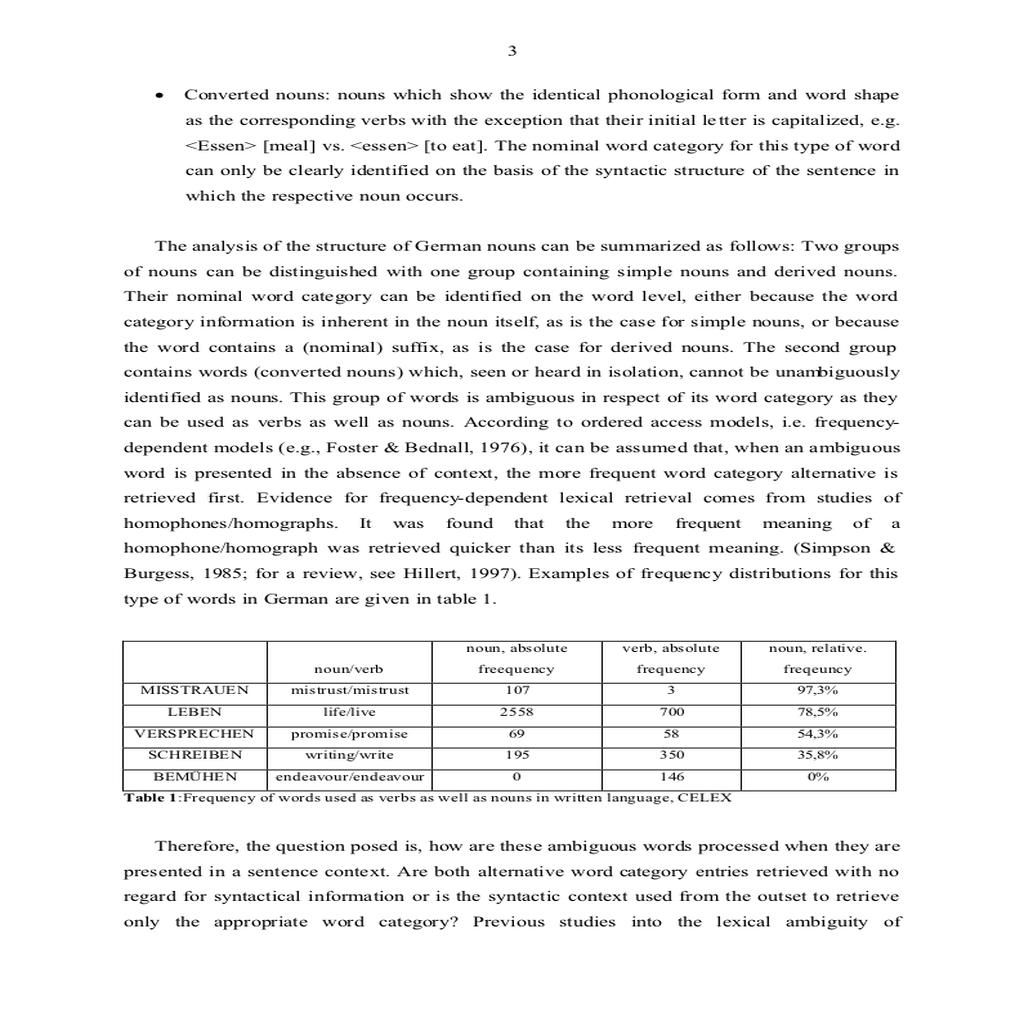 3
• Converted nouns: nouns which show the identical phonological form and word shape
as the corresponding verbs with the exception that their initial letter is capitalized, e.g.
<Essen> [meal] vs. <essen> [to eat]. The nominal word category for this type of word
can only be clearly identified on the basis of the syntactic structure of the sentence in
which the respective noun occurs.
The analysis of the structure of German nouns can be summarized as follows: Two groups
of nouns can be distinguished with one group containing simple nouns and derived nouns.
Their nominal word category can be identified on the word level, either because the word
category information is inherent in the noun itself, as is the case for simple nouns, or because
the word contains a (nominal) suffix, as is the case for derived nouns. The second group
contains words (converted nouns) which, seen or heard in isolation, cannot be unambiguously
identified as nouns. This group of words is ambiguous in respect of its word category as they
can be used as verbs as well as nouns. According to ordered access models, i.e. frequency-
dependent models (e.g., Foster & Bednall, 1976), it can be assumed that, when an ambiguous
word is presented in the absence of context, the more frequent word category alternative is
retrieved first. Evidence for frequency-dependent lexical retrieval comes from studies of
homophones/homographs. It was found that the more frequent meaning of a
homophone/homograph was retrieved quicker than its less frequent meaning. (Simpson &
Burgess, 1985; for a review, see Hillert, 1997). Examples of frequency distributions for this
type of words in German are given in table 1.
noun, absolute verb, absolute noun, relative.
noun/verb freequency frequency freqeuncy
MISSTRAUEN mistrust/mistrust 107 3 97,3%
LEBEN life/live 2558 700 78,5%
VERSPRECHEN promise/promise 69 58 54,3%
SCHREIBEN writing/write 195 350 35,8%
BEMÜHEN endeavour/endeavour 0 146 0%
Table 1:Frequency of words used as verbs as well as nouns in written language, CELEX
Therefore, the question posed is, how are these ambiguous words processed when they are
presented in a sentence context. Are both alternative word category entries retrieved with no
regard for syntactical information or is the syntactic context used from the outset to retrieve
only the appropriate word category? Previous studies into the lexical ambiguity of